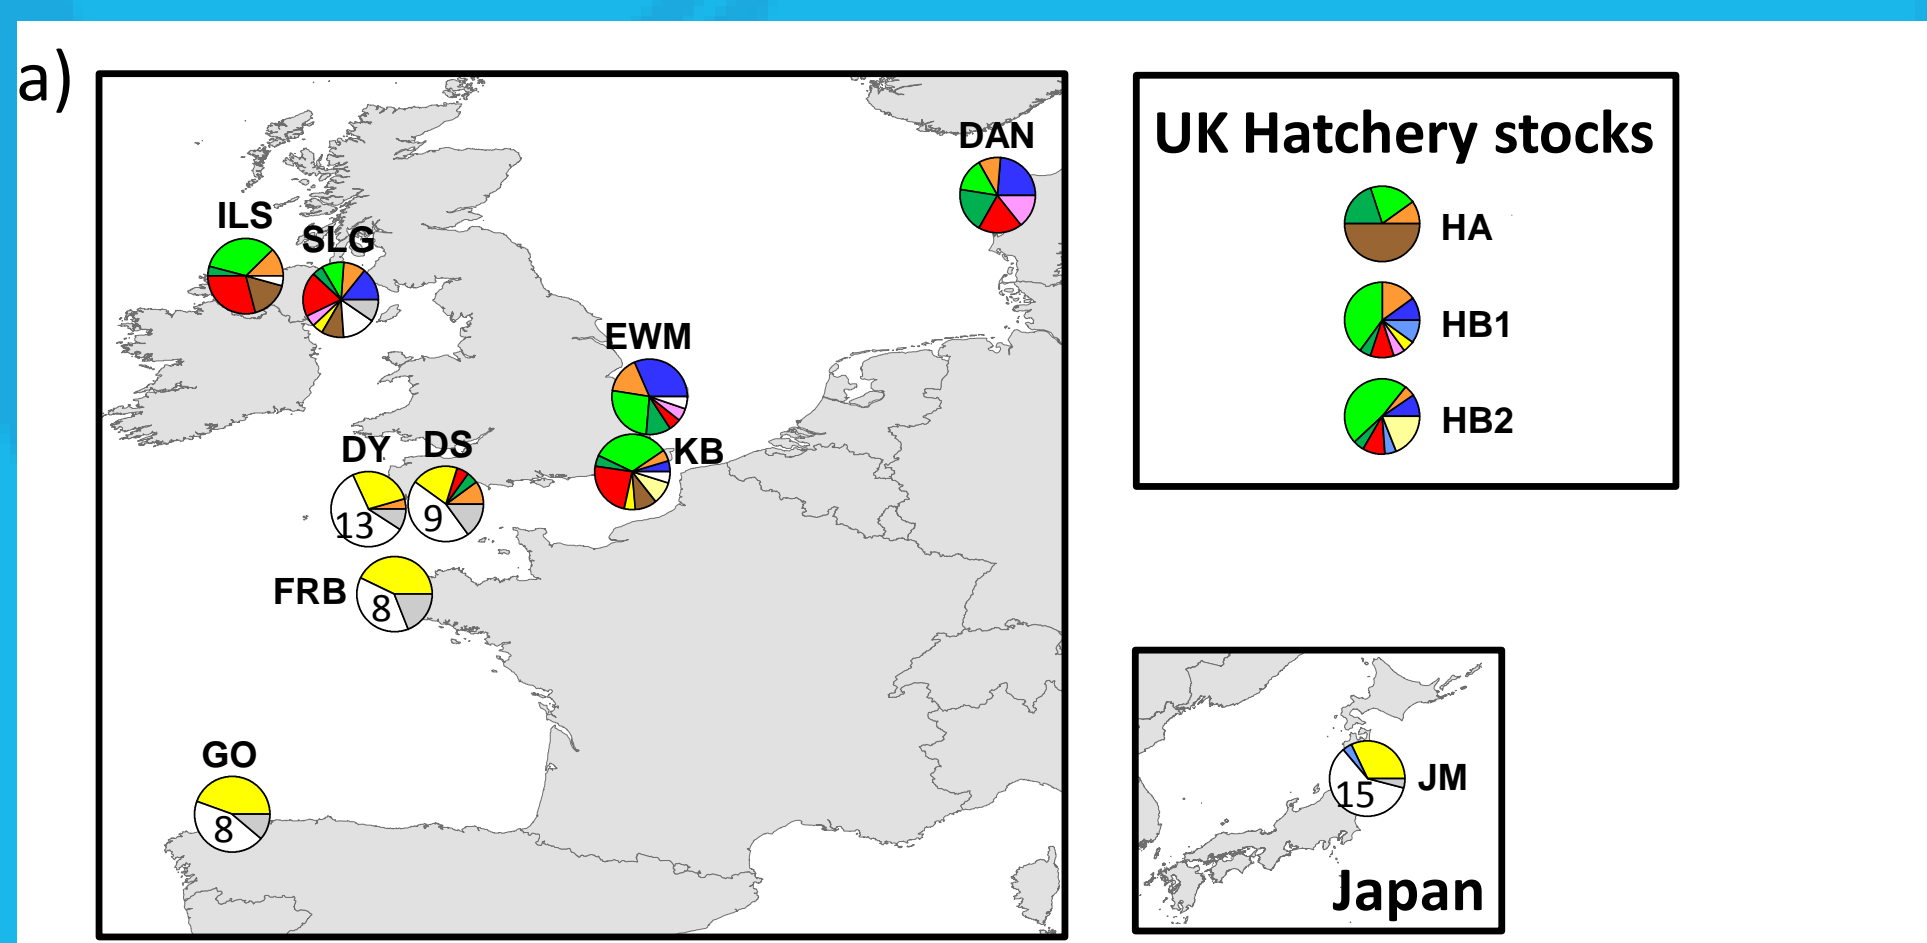 a)
DAN
ILS
SLG
EWM
KB
DY
DS
13
9
FRB
8
GO
8
UK Hatchery stocks
HA
HB1
HB2
JM
15
Japan